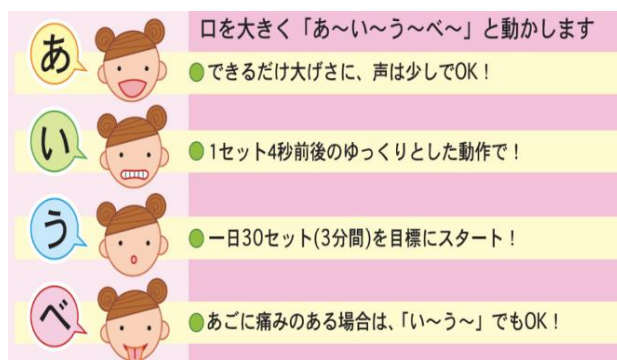 口を大きく「あ～い～う～べ～」と動かします
あ
●できるだけ大げさに、声は少しでOK！
い
●1セット4秒前後のゆっくりとした動作で！
う
●一日30セット(3分間)を目標にスタート！
べ
●あごに痛みのある場合は、「い～う～」でもOK！